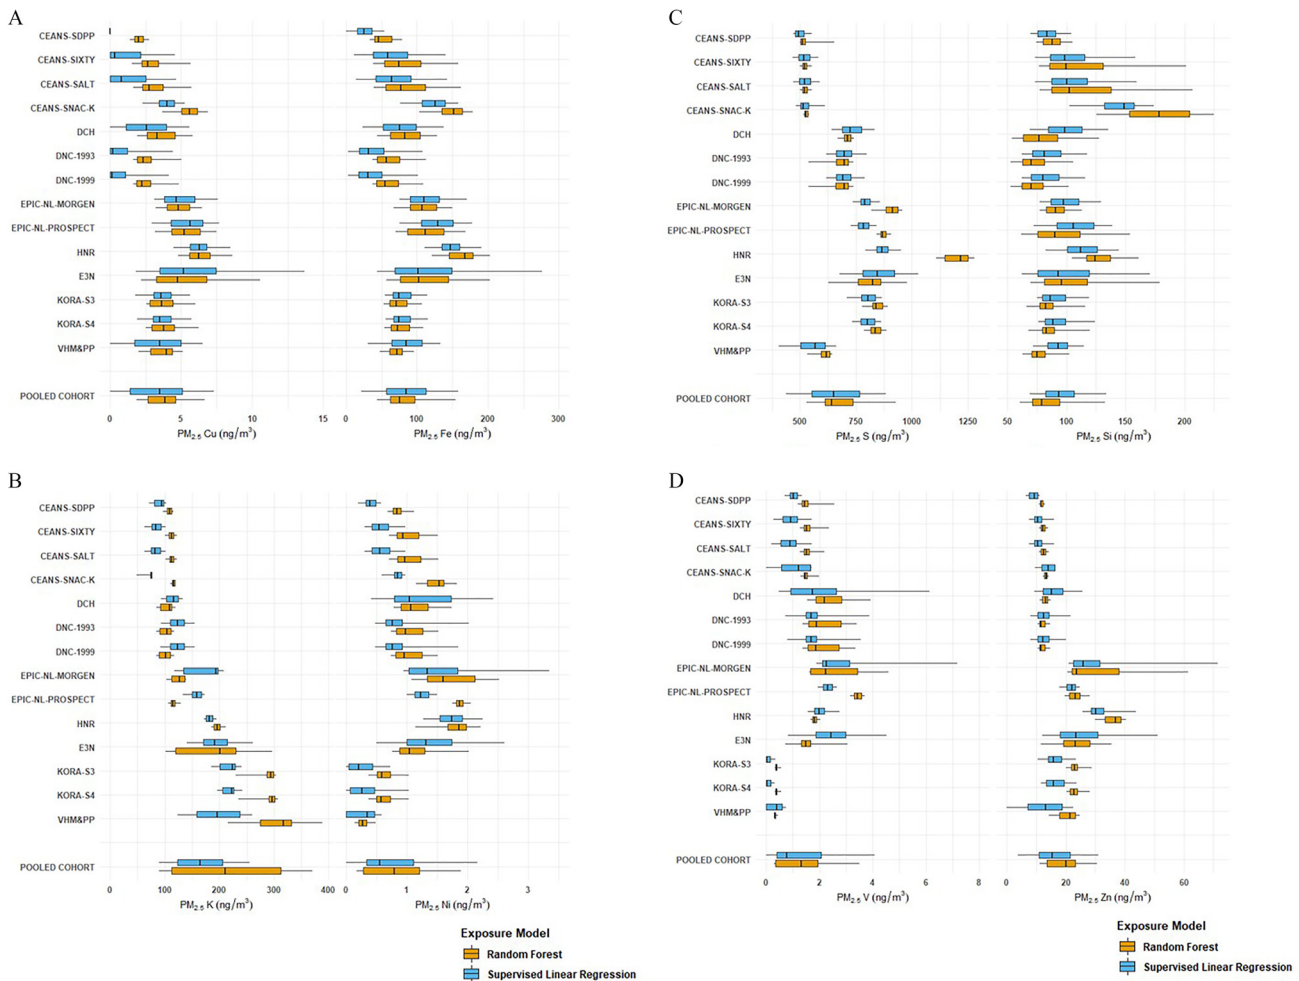 A
CEANS-SDPP
CEANS-SIXTY
CEANS-SALT
CEANS-SNAC-K
DCH
DNC-1993
DNC-1999
EPIC-NL-MORGEN
EPIC-NL-PROSPECT
HNR
E3N
KORA-S3
KORA-S4
VHM&PP
POOLED COHORT
0 5 10 15 0 100 200 300
PM2.5 Cu (ng/m³) PM2.5 Fe (ng/m³)
B
CEANS-SDPP
CEANS-SIXTY
CEANS-SALT
CEANS-SNAC-K
DCH
DNC-1993
DNC-1999
EPIC-NL-MORGEN
EPIC-NL-PROSPECT
HNR
E3N
KORA-S3
KORA-S4
VHM&PP
POOLED COHORT
0 100 200 300 400 0 1 2 3
PM2.5 K (ng/m³) PM2.5 Ni (ng/m³)
Exposure Model
Random Forest
Supervised Linear Regression
C
CEANS-SDPP
CEANS-SIXTY
CEANS-SALT
CEANS-SNAC-K
DCH
DNC-1993
DNC-1999
EPIC-NL-MORGEN
EPIC-NL-PROSPECT
HNR
E3N
KORA-S3
KORA-S4
VHM&PP
POOLED COHORT
500 750 1000 1250 50 100 150 200
PM2.5 S (ng/m³) PM2.5 Si (ng/m³)
D
CEANS-SDPP
CEANS-SIXTY
CEANS-SALT
CEANS-SNAC-K
DCH
DNC-1993
DNC-1999
EPIC-NL-MORGEN
EPIC-NL-PROSPECT
HNR
E3N
KORA-S3
KORA-S4
VHM&PP
POOLED COHORT
0 2 4 6 8 0 20 40 60
PM2.5 V (ng/m³) PM2.5 Zn (ng/m³)
Exposure Model
Random Forest
Supervised Linear Regression